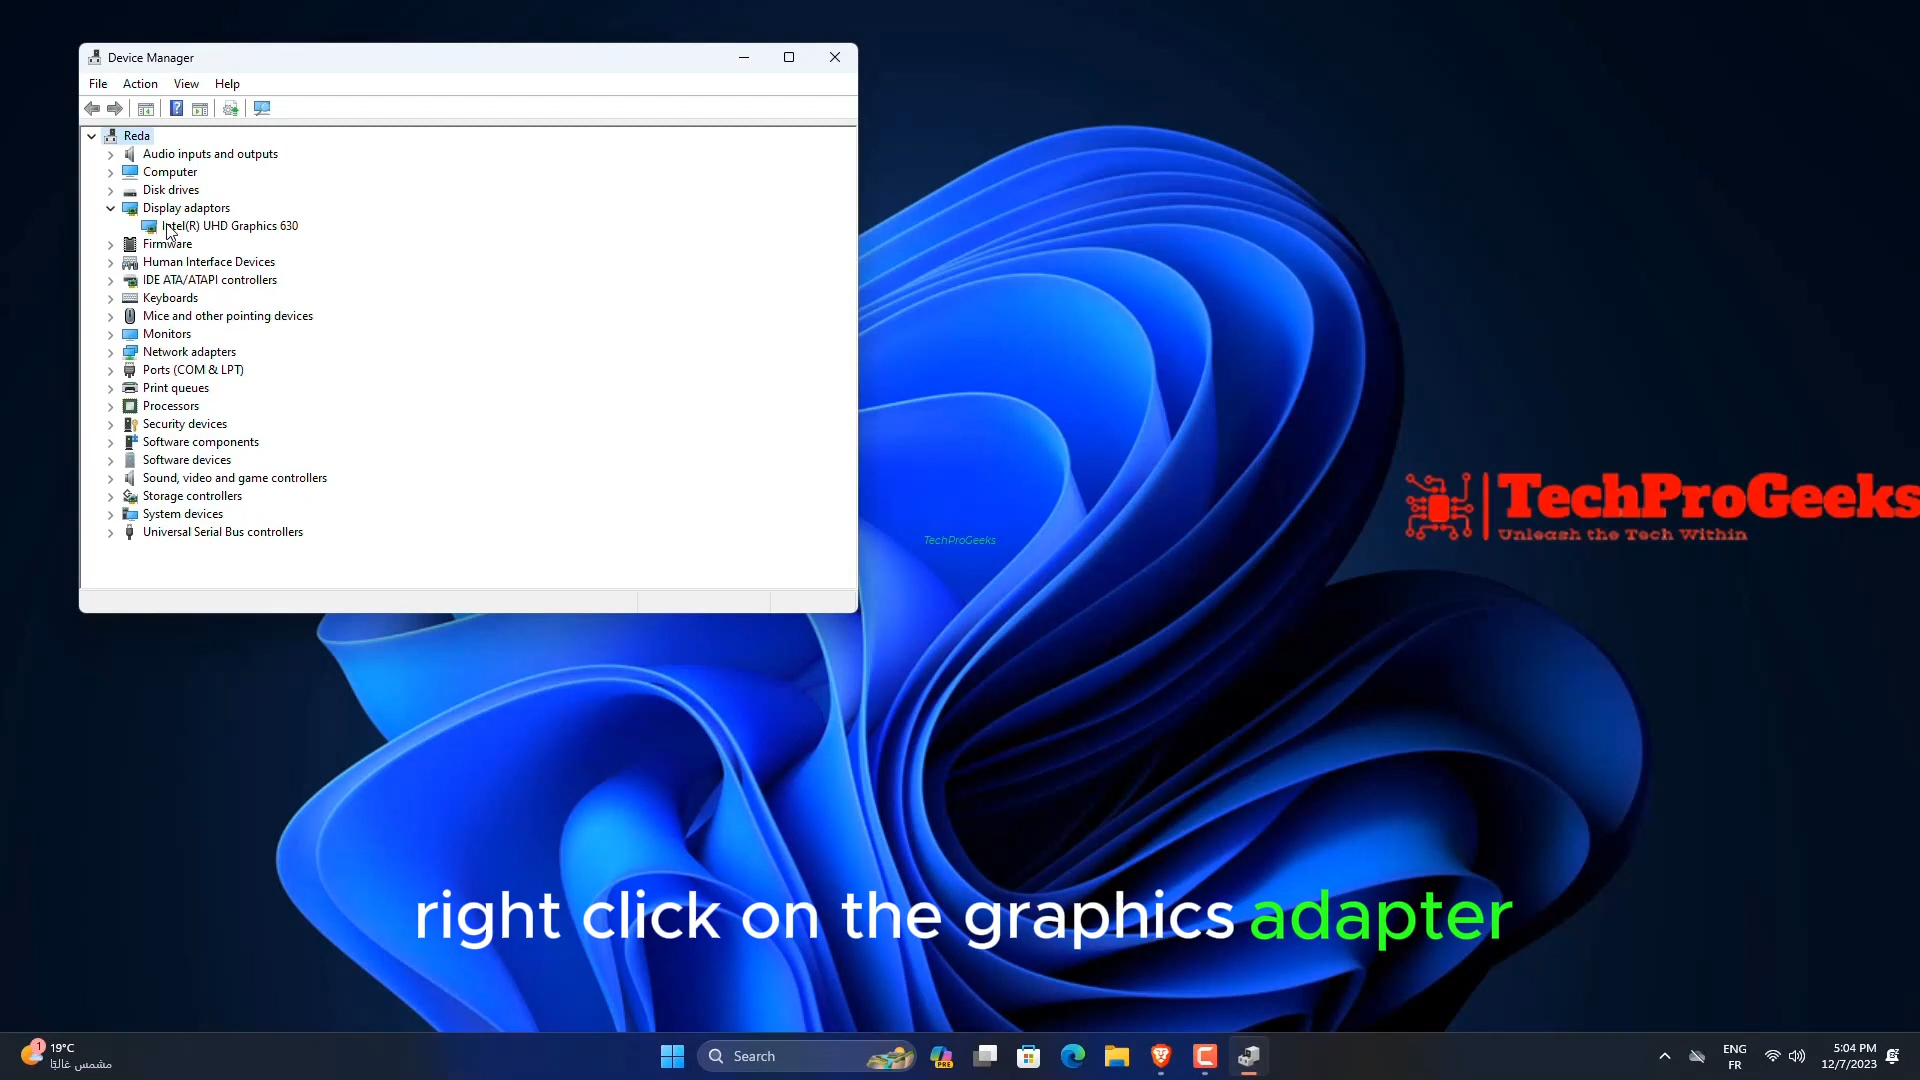 Device Manager
File Action View Help
Reda
Audio inputs and outputs
Computer
Disk drives
Display adaptors
Intel(R) UHD Graphics 630
Firmware
Human Interface Devices
IDE ATA/ATAPI controllers
Keyboards
Mice and other pointing devices
Monitors
Network adapters
Ports (COM & LPT)
Print queues
Processors
Security devices
Software components
Software devices
Sound, video and game controllers
Storage controllers
System devices
Universal Serial Bus controllers
TechProGeeks
TechProGeeks
Unleash the Tech Within
right click on the graphics adapter
1
19°C
مشمس غالبًا
Search
PRE
ENG
FR
5:04 PM
12/7/2023